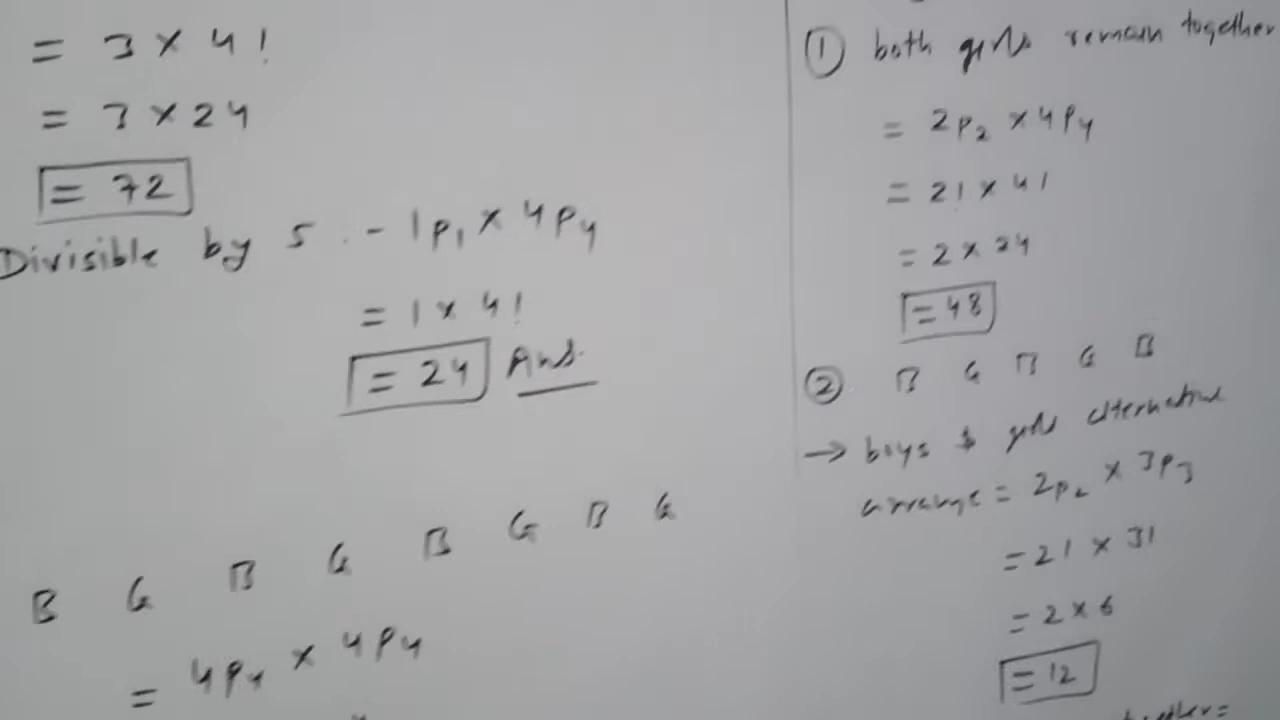 = 3 × 4!
= 3 × 24
= 72
Divisible by 5 - 1P1 × 4P4
= 1 × 4!
= 24 Ans.
B G B G B G B G
= 4P4 × 4P4
① both girls remain together
= 2P2 × 4P4
= 2! × 4!
= 2 × 24
= 48
② B G B G B
→ boys & girls alternative
arrange = 2P2 × 3P3
= 2! × 3!
= 2 × 6
= 12